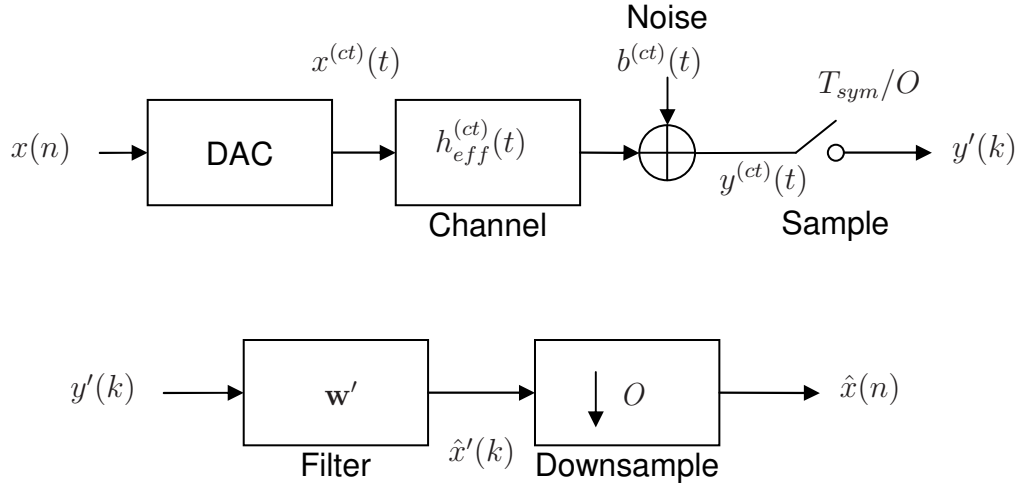 Noise
x^{(ct)}(t)
b^{(ct)}(t)
T_{sym}/O
x(n)
DAC
h_{eff}^{(ct)}(t)
y^{(ct)}(t)
y'(k)
Channel
Sample
y'(k)
w'
O
x̂(n)
x̂'(k)
Filter
Downsample